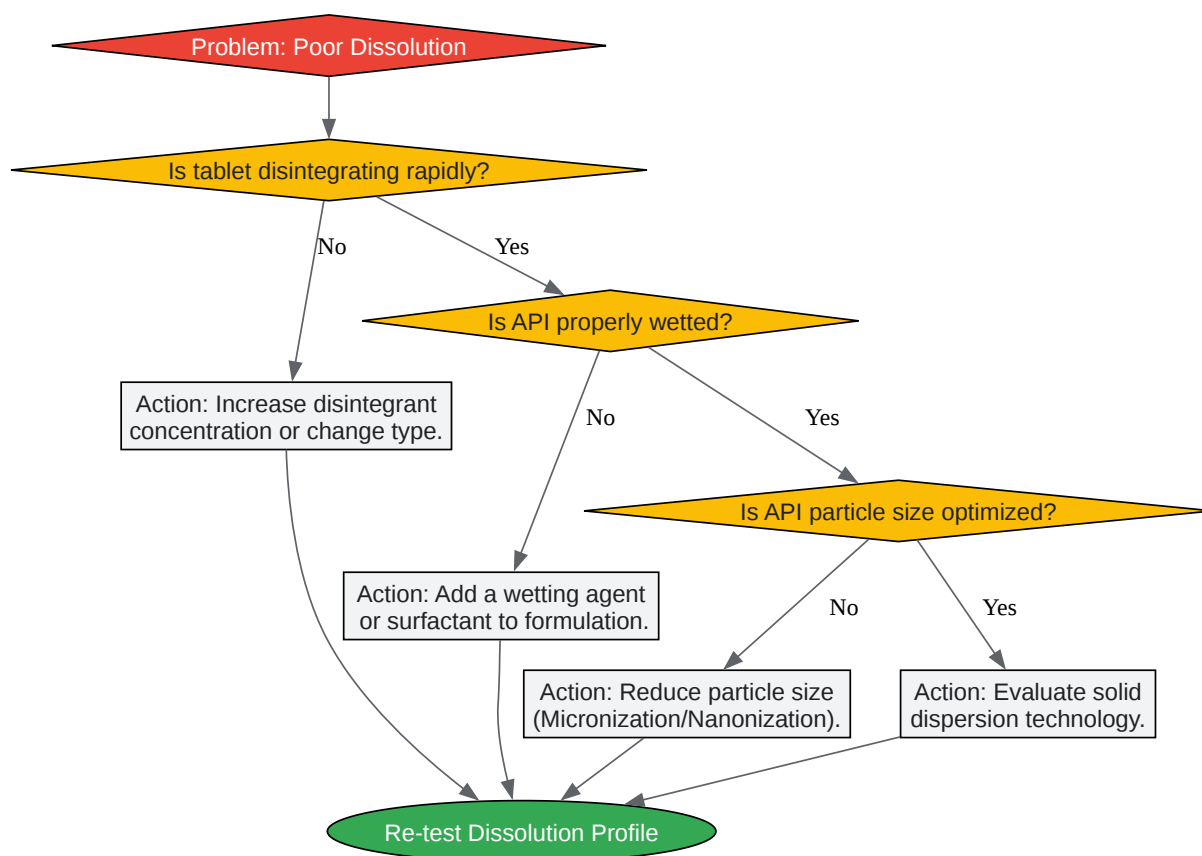 Problem: Poor Dissolution
Is tablet disintegrating rapidly?
No
Yes
Is API properly wetted?
Action: Increase disintegrant
concentration or change type.
No
Yes
Is API particle size optimized?
Action: Add a wetting agent
or surfactant to formulation.
No
Yes
Action: Reduce particle size
(Micronization/Nanonization).
Action: Evaluate solid
dispersion technology.
Re-test Dissolution Profile